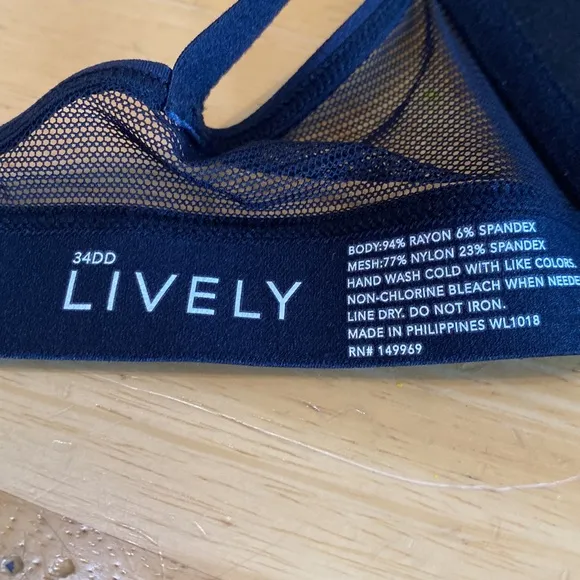 34DD
LIVELY
BODY:94% RAYON 6% SPANDEX
MESH:77% NYLON 23% SPANDEX
HAND WASH COLD WITH LIKE COLORS.
NON-CHLORINE BLEACH WHEN NEEDE
LINE DRY. DO NOT IRON.
MADE IN PHILIPPINES WL1018
RN# 149969